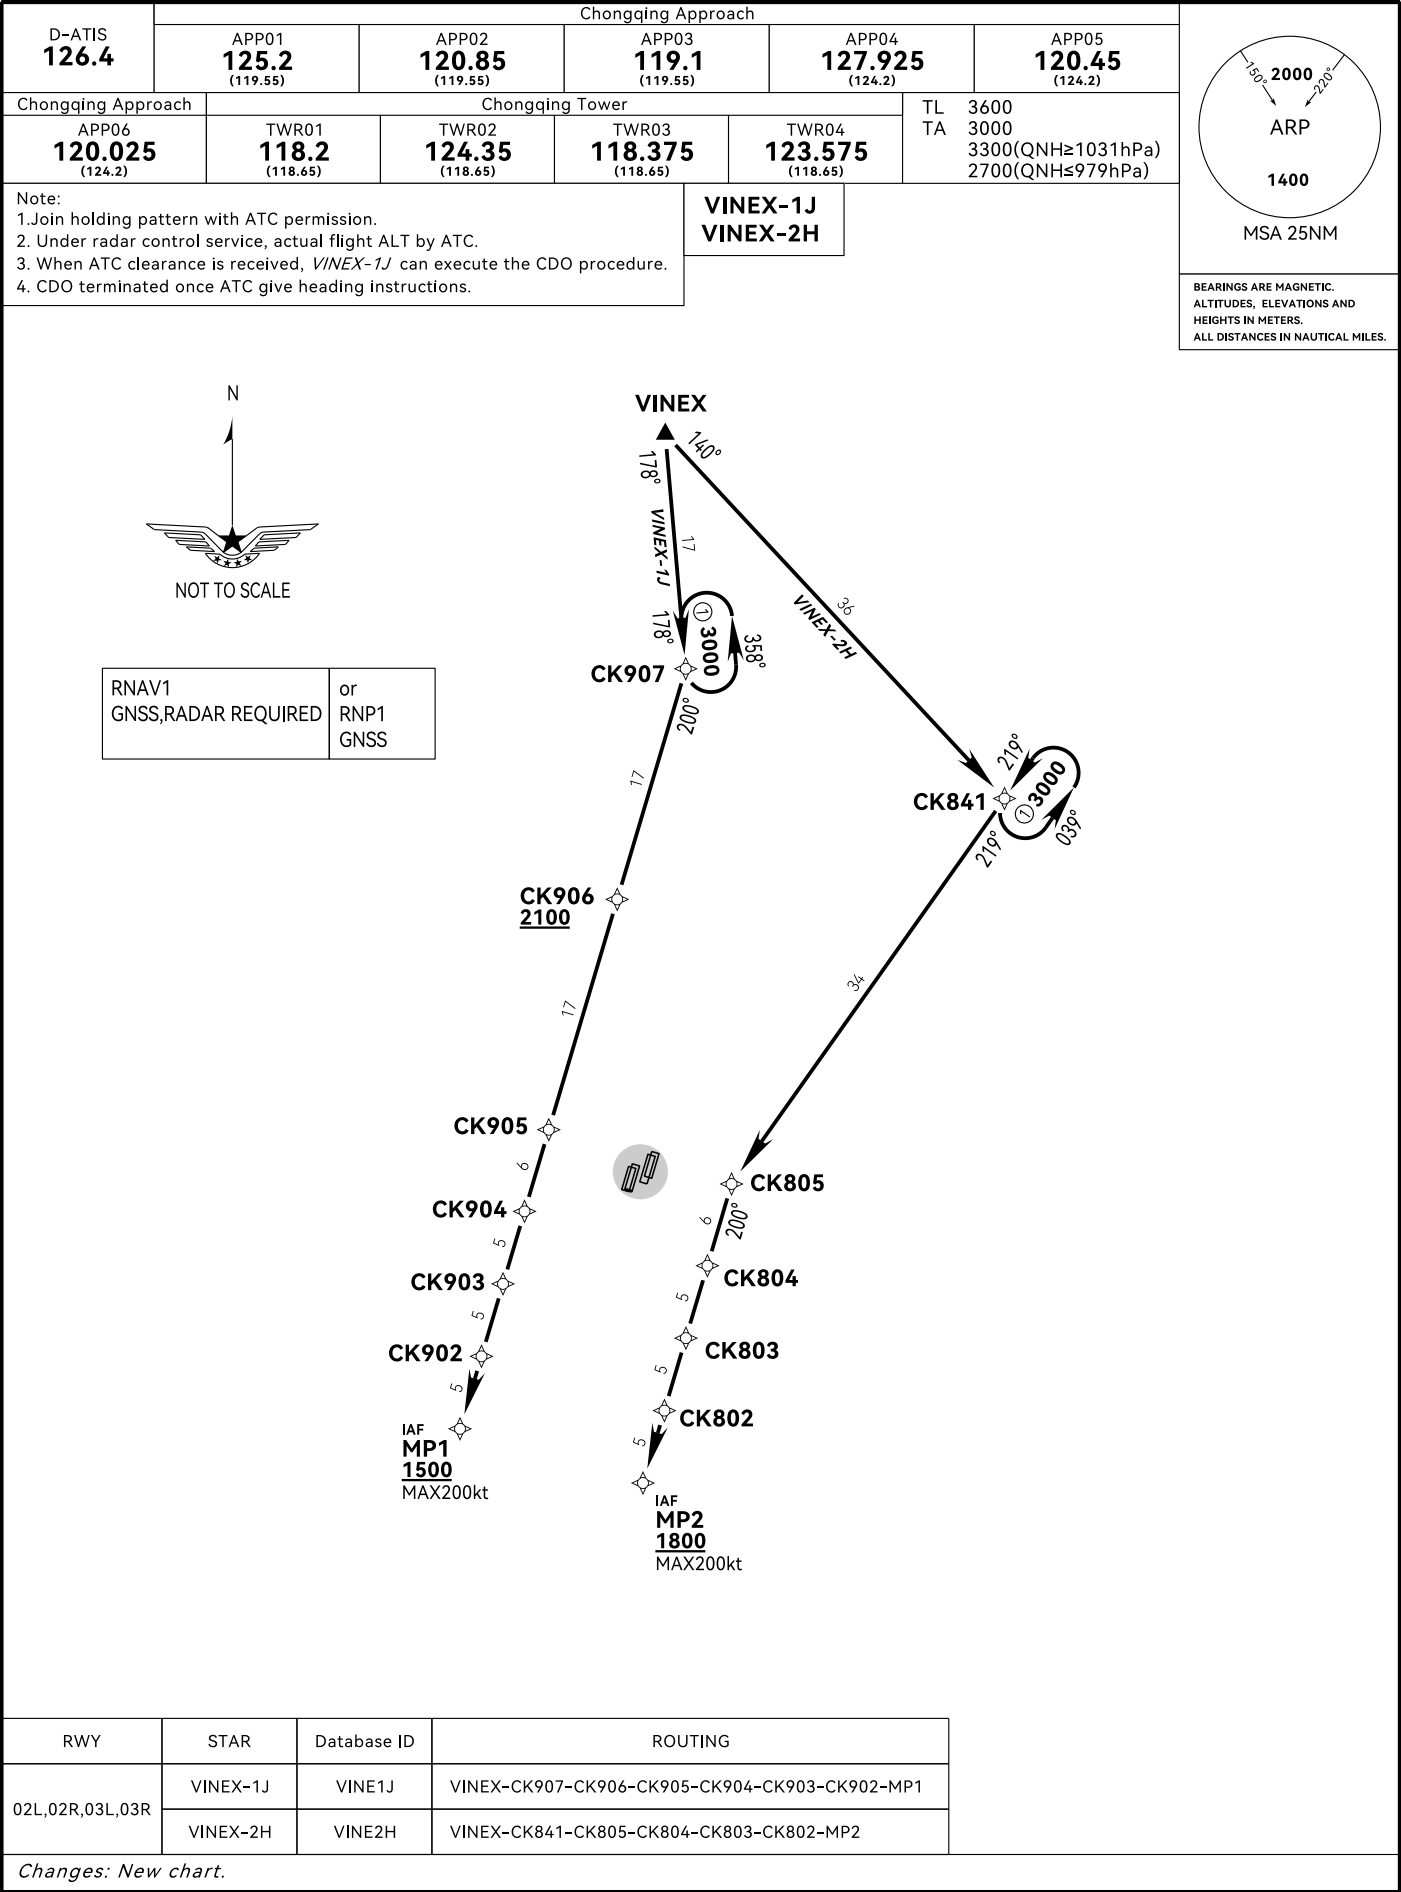 Chongqing Approach
D-ATIS
126.4
APP01
125.2
(119.55)
APP02
120.85
(119.55)
APP03
119.1
(119.55)
APP04
127.925
(124.2)
APP05
120.45
(124.2)
Chongqing Approach
APP06
120.025
(124.2)
Chongqing Tower
TWR01
118.2
(118.65)
TWR02
124.35
(118.65)
TWR03
118.375
(118.65)
TWR04
123.575
(118.65)
TL 3600
TA 3000
3300(QNH≥1031hPa)
2700(QNH≤979hPa)
150°
2000
220°
ARP
1400
MSA 25NM
BEARINGS ARE MAGNETIC.
ALTITUDES, ELEVATIONS AND
HEIGHTS IN METERS.
ALL DISTANCES IN NAUTICAL MILES.
Note:
1.Join holding pattern with ATC permission.
2. Under radar control service, actual flight ALT by ATC.
3. When ATC clearance is received, VINEX-1J can execute the CDO procedure.
4. CDO terminated once ATC give heading instructions.
VINEX-1J
VINEX-2H
N
NOT TO SCALE
RNAV1
GNSS,RADAR REQUIRED
or
RNP1
GNSS
VINEX
140°
178°
VINEX-1J
17
178°
1 3000
358°
CK907
200°
17
36
VINEX-2H
219°
CK841
1 3000
039°
219°
34
CK906
2100
17
CK905
6
CK904
5
CK903
5
CK902
5
IAF
MP1
1500
MAX200kt
CK805
200°
6
CK804
5
CK803
5
CK802
5
IAF
MP2
1800
MAX200kt
RWY STAR Database ID ROUTING
02L,02R,03L,03R
VINEX-1J VINE1J VINEX-CK907-CK906-CK905-CK904-CK903-CK902-MP1
VINEX-2H VINE2H VINEX-CK841-CK805-CK804-CK803-CK802-MP2
Changes: New chart.